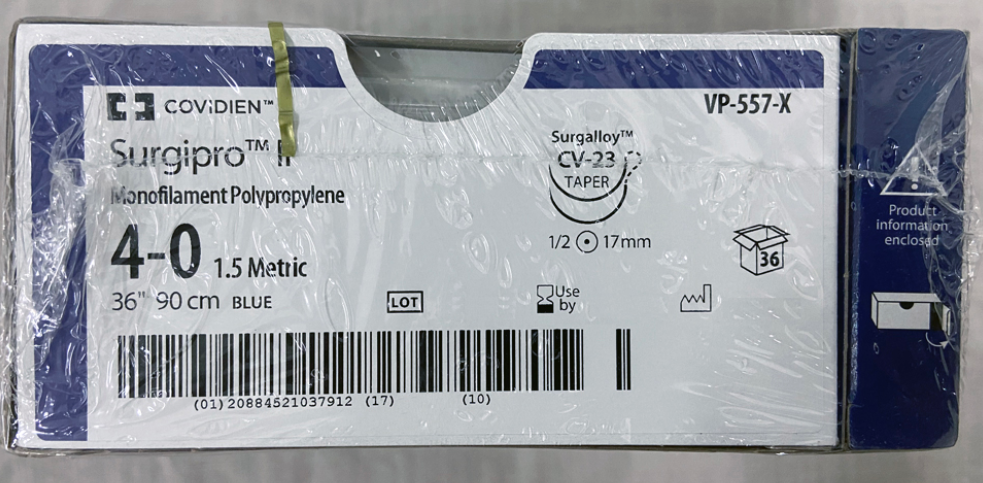 COVIDIEN™
VP-557-X
Surgipro™ II
Monofilament Polypropylene
4-0 1.5 Metric
36" 90 cm BLUE
Surgalloy™
CV-23
TAPER
1/2 17mm
36
LOT
Use
by
(01) 20884521037912 (17) (10)
Product
information
enclosed